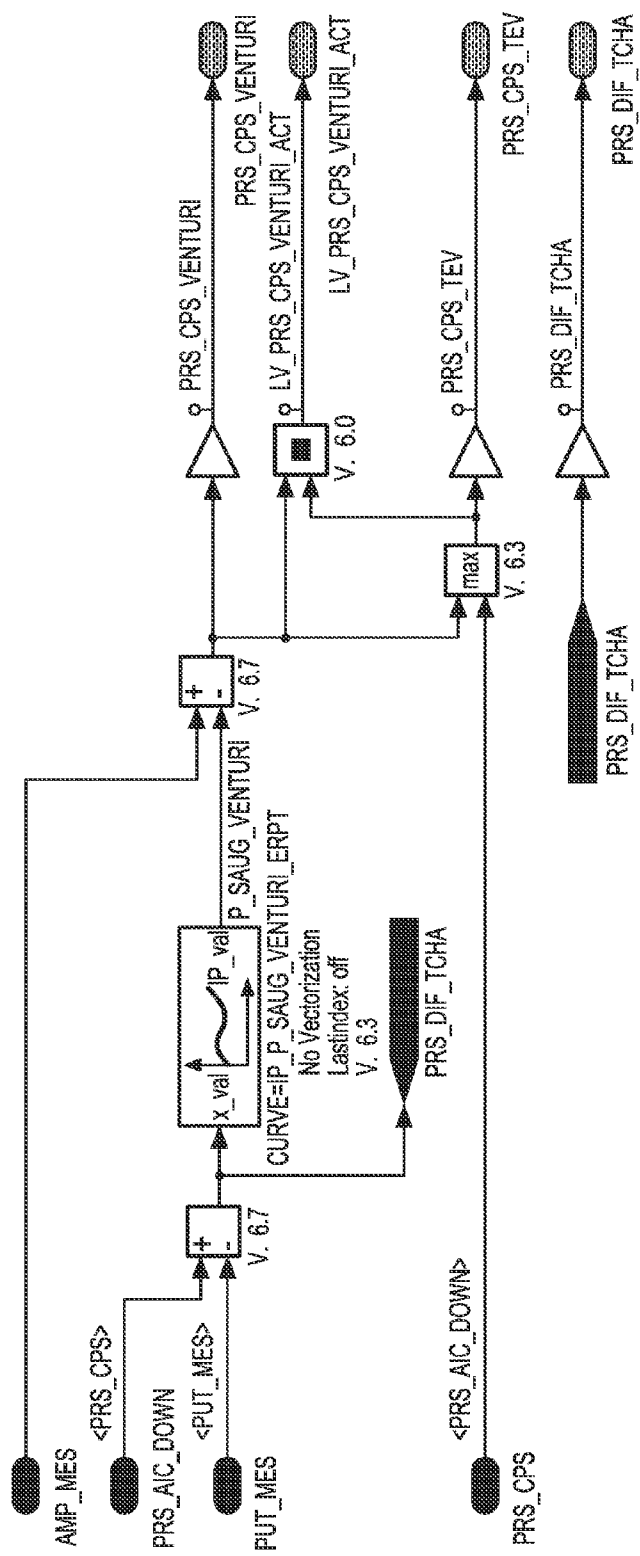 AMP_MES
<PRS_CPS>
PRS_AIC_DOWN
<PUT_MES>
PUT_MES
+
-
V. 6.7
x_val
IP_val
P_SAUG_VENTURI
CURVE=IP_P_SAUG_VENTURI_ERPT
No Vectorization
Lastindex: off
V. 6.3
PRS_DIF_TCHA
+
-
V. 6.7
PRS_CPS_VENTURI
PRS_CPS_VENTURI
LV_PRS_CPS_VENTURI_ACT
LV_PRS_CPS_VENTURI_ACT
V. 6.0
<PRS_AIC_DOWN>
PRS_CPS
max
V. 6.3
PRS_CPS_TEV
PRS_CPS_TEV
PRS_DIF_TCHA
PRS_DIF_TCHA
PRS_DIF_TCHA